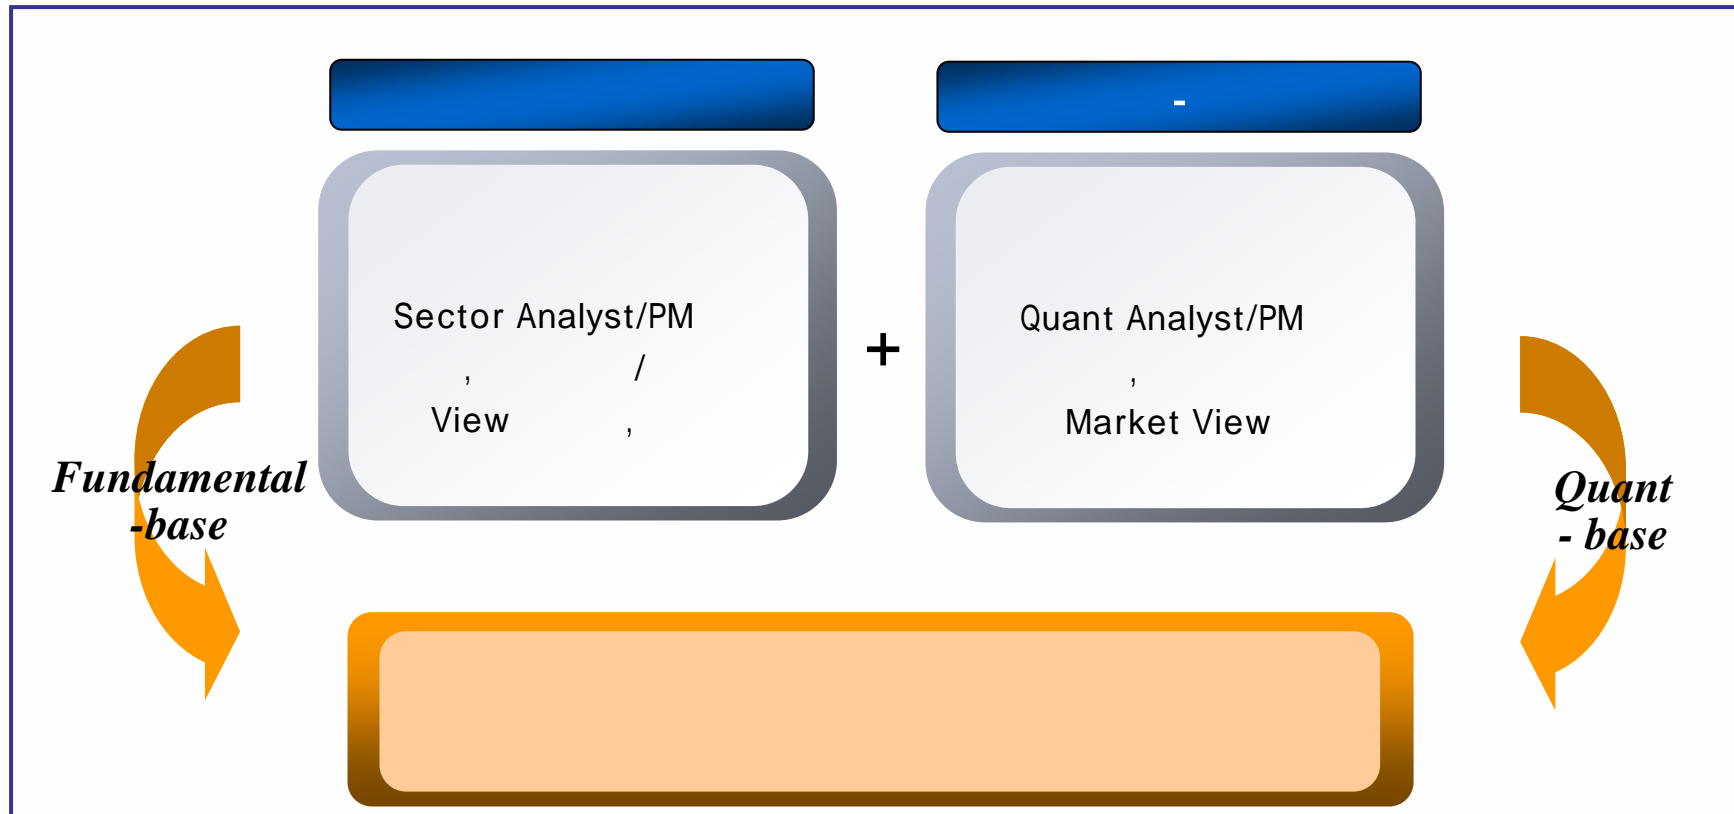 -
Sector Analyst/PM
, /
View ,
+
Quant Analyst/PM
,
Market View
Fundamental
-base
Quant
- base